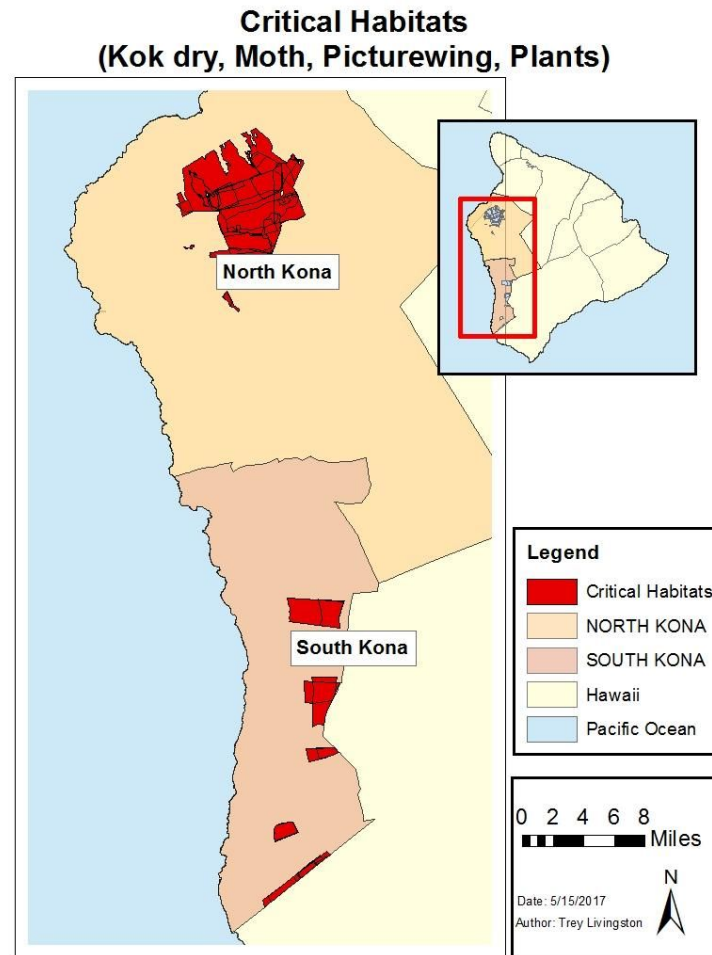 Critical Habitats
(Kok dry, Moth, Picturewing, Plants)
North Kona
South Kona
Legend
Critical Habitats
NORTH KONA
SOUTH KONA
Hawaii
Pacific Ocean
0 2 4 6 8
Miles
N
Date: 5/15/2017
Author: Trey Livingston